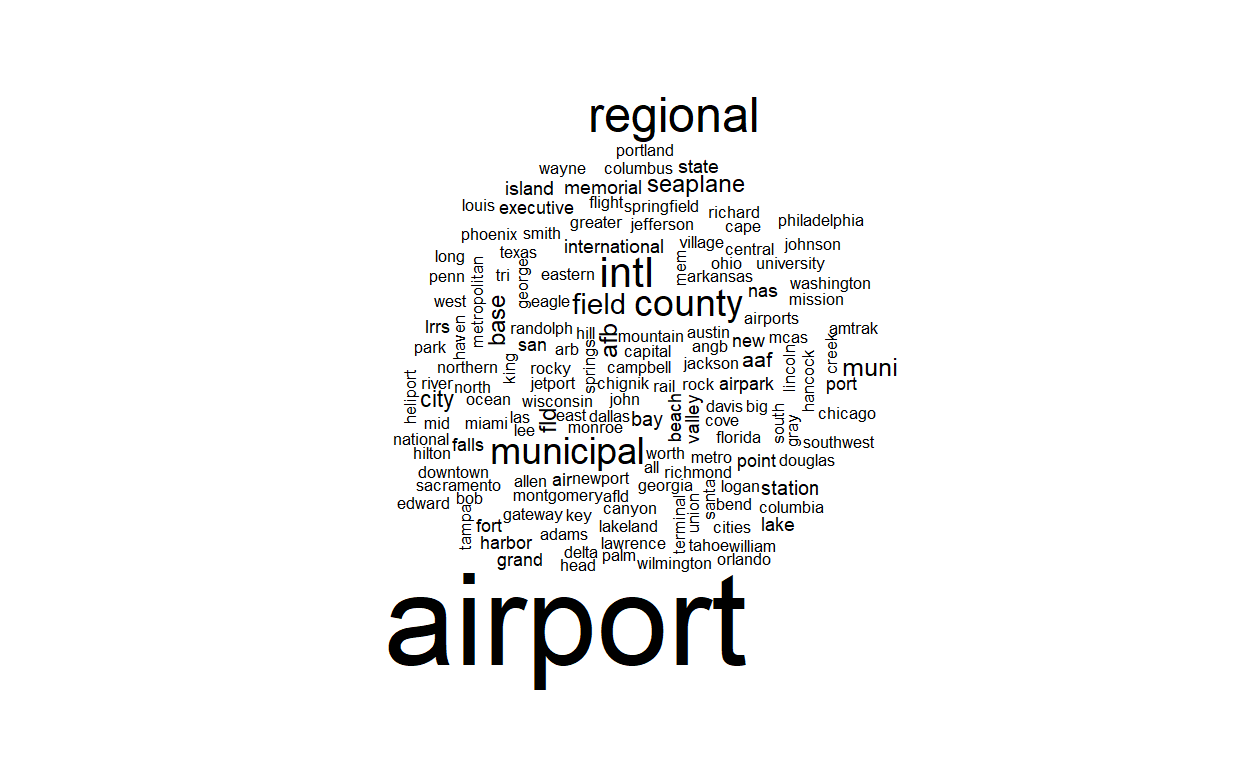 regional
portland
wayne columbus state
island memorial seaplane
louis executive flight springfield richard
greater jefferson cape philadelphia
phoenix smith international village central johnson
long texas
metropolitan george mem
penn tri eastern intl arkansas ohio university
west eagle field county nas washington
mission
base
airports
lrrs haven randolph hill afb mountain austin new mcas creek amtrak
park san arb springs capital angb lincoln hancock
northern king rocky campbell jackson aaf muni
heliport river north jetport chignik rail rock airpark port
city ocean wisconsin john beach valley davis big
mid miami las lee fld east dallas monroe bay cove south gray chicago
national falls florida southwest
hilton municipal worth metro point douglas
downtown all richmond
sacramento allen air newport georgia logan station
edward bob montgomery afld santa
tampa gateway key canyon terminal union bend columbia
fort lakeland cities lake
harbor adams lawrence tahoe william
grand delta palm orlando
head wilmington
airport